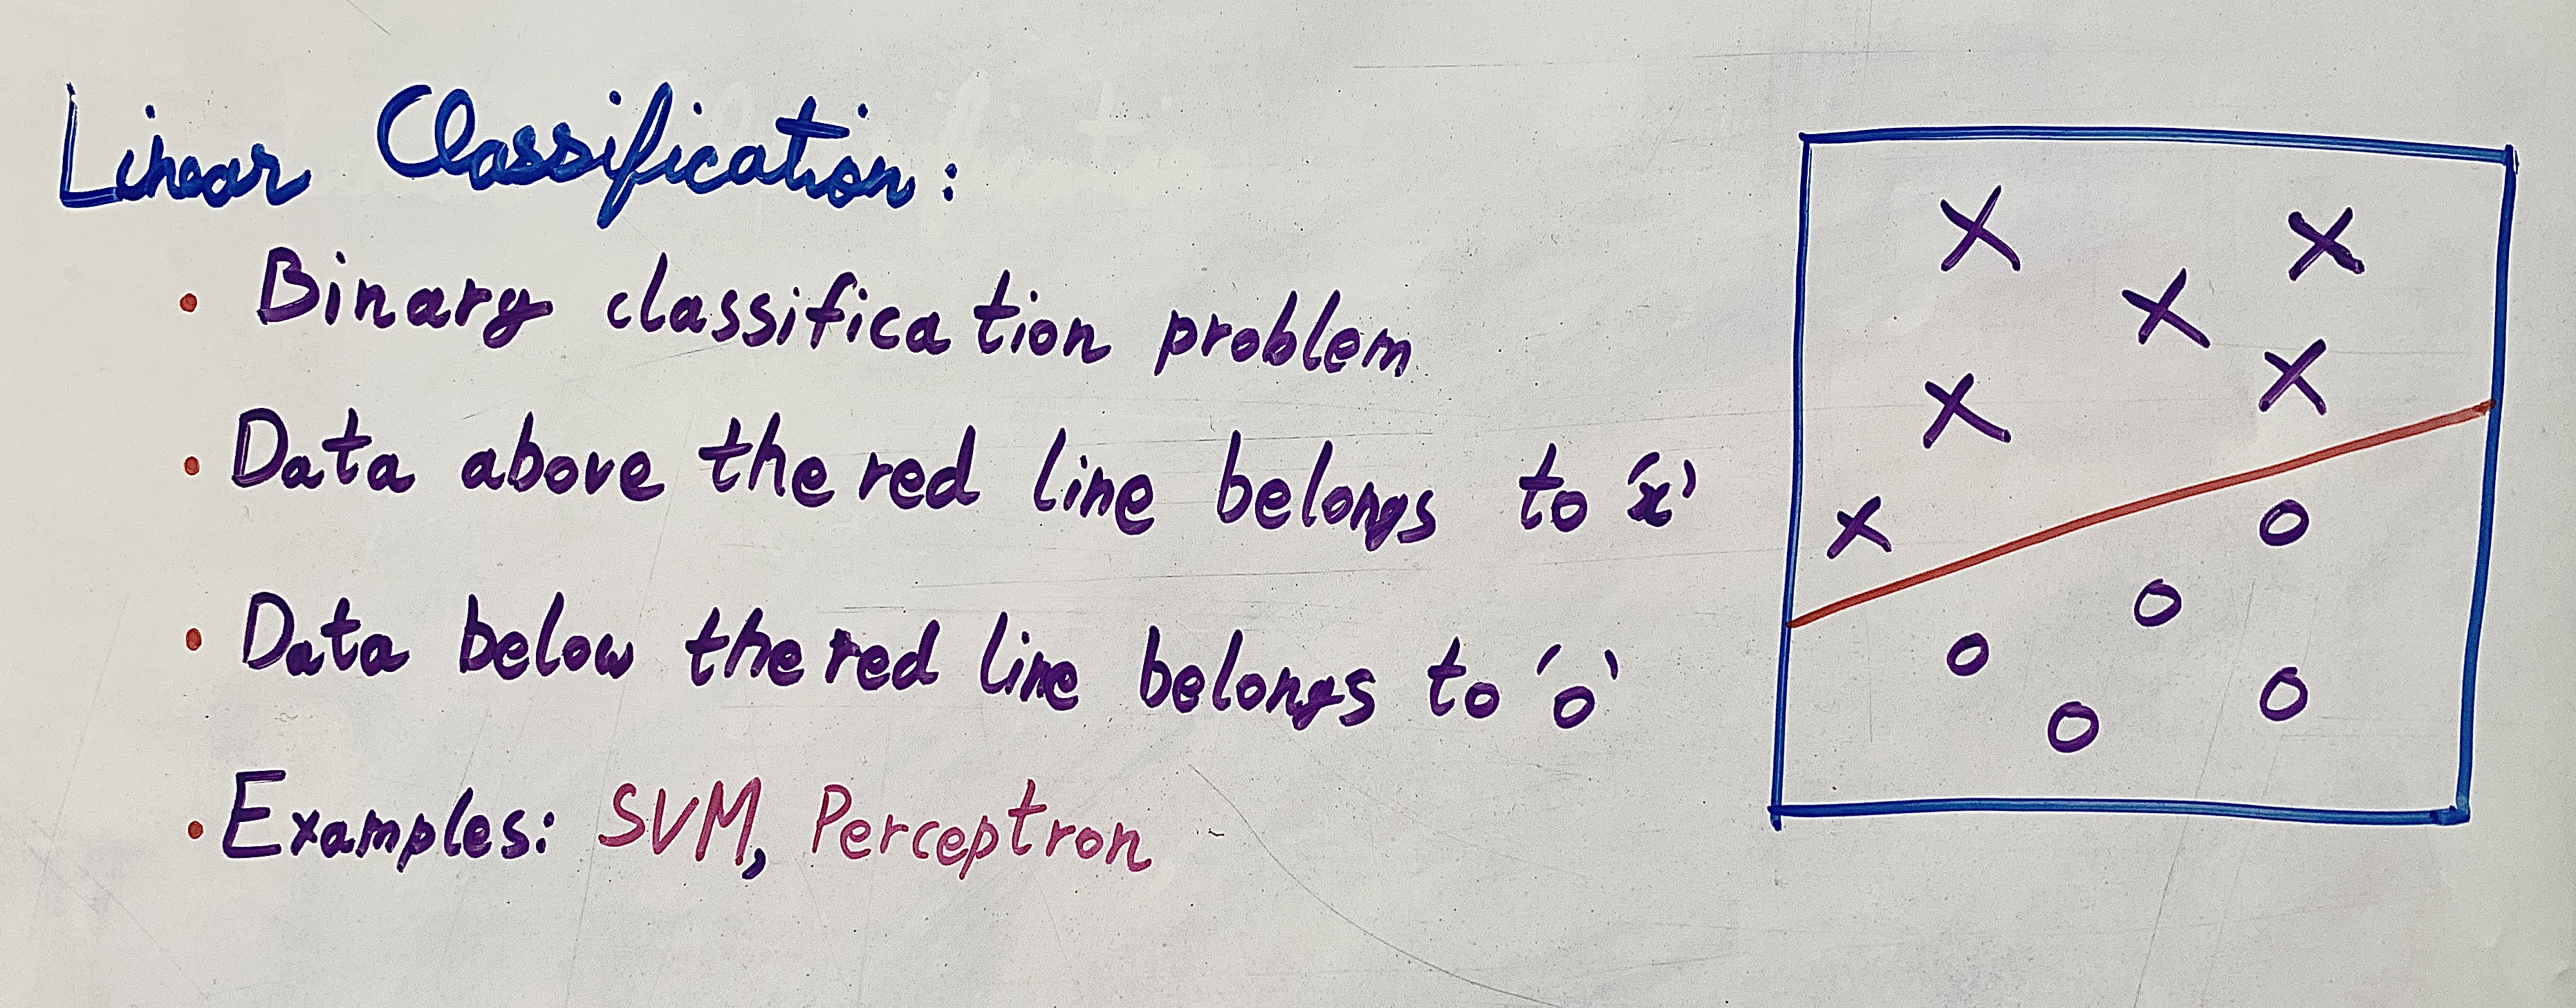 Linear Classification:
• Binary classification problem
• Data above the red line belongs to 'x'
• Data below the red line belongs to 'o'
• Examples: SVM, Perceptron